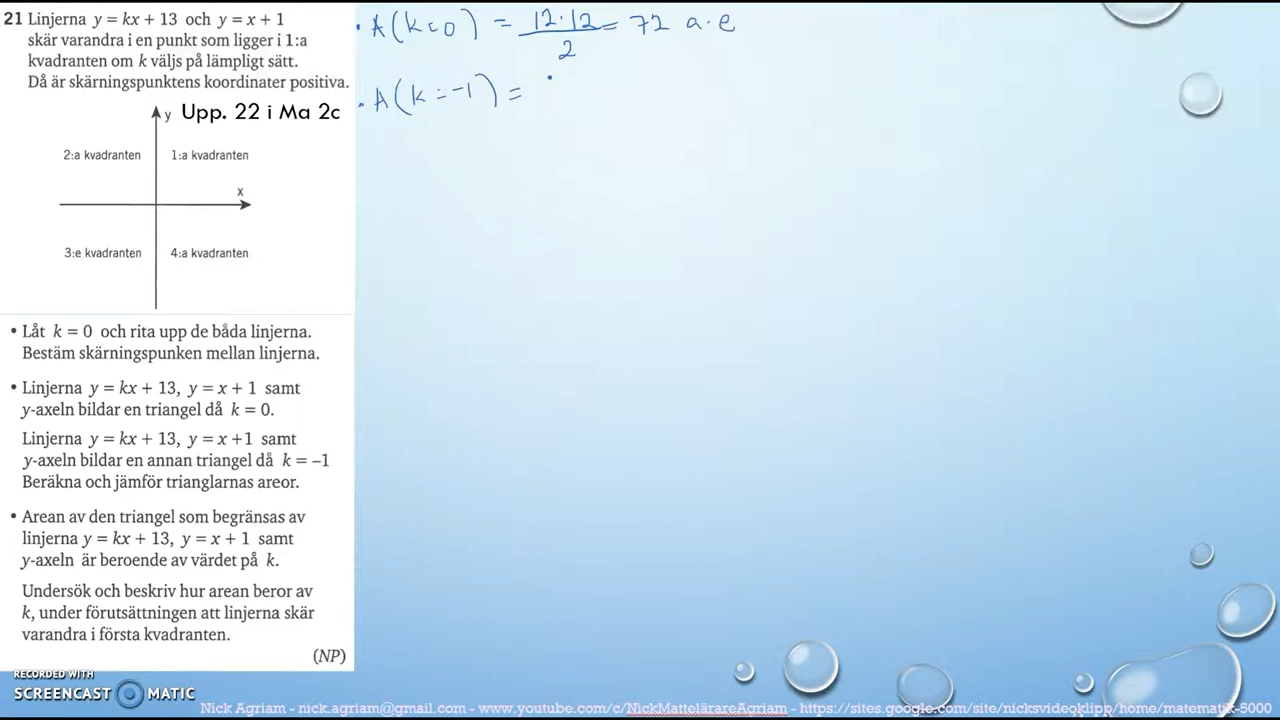 21 Linjerna y = kx + 13 och y = x + 1
skär varandra i en punkt som ligger i 1:a
kvadranten om k väljs på lämpligt sätt.
Då är skärningspunktens koordinater positiva.
y Upp. 22 i Ma 2c
2:a kvadranten 1:a kvadranten
x
3:e kvadranten 4:a kvadranten
• Låt k = 0 och rita upp de båda linjerna.
Bestäm skärningspunken mellan linjerna.
• Linjerna y = kx + 13, y = x + 1 samt
y-axeln bildar en triangel då k = 0.
Linjerna y = kx + 13, y = x +1 samt
y-axeln bildar en annan triangel då k = –1
Beräkna och jämför trianglarnas areor.
• Arean av den triangel som begränsas av
linjerna y = kx + 13, y = x + 1 samt
y-axeln är beroende av värdet på k.
Undersök och beskriv hur arean beror av
k, under förutsättningen att linjerna skär
varandra i första kvadranten.
(NP)
• A(k=0) = 12·12/2 = 72 a.e
• A(k=-1) =
RECORDED WITH
SCREENCAST MATIC
Nick Agriam - nick.agriam@gmail.com - www.youtube.com/c/NickMattelärareAgriam - https://sites.google.com/site/nicksvideoklipp/home/matematik-5000